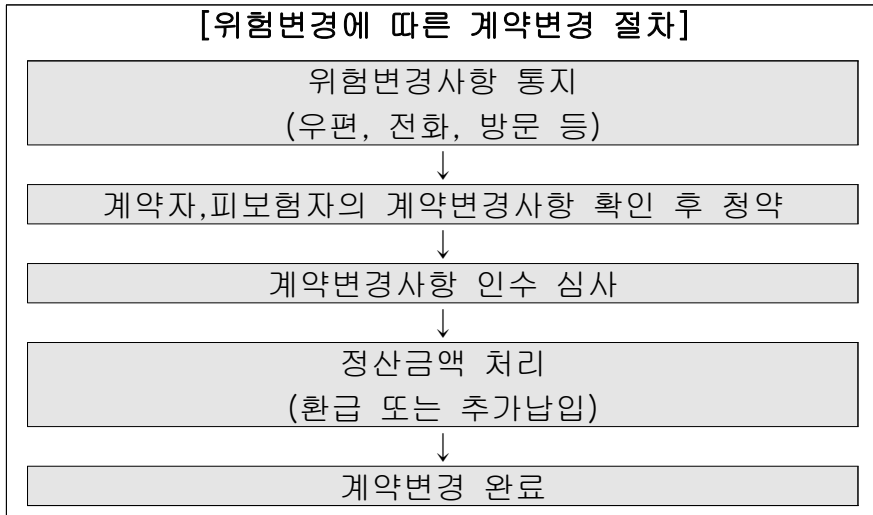 [위험변경에 따른 계약변경 절차]
위험변경사항 통지
(우편, 전화, 방문 등)
↓
계약자,피보험자의 계약변경사항 확인 후 청약
↓
계약변경사항 인수 심사
↓
정산금액 처리
(환급 또는 추가납입)
↓
계약변경 완료